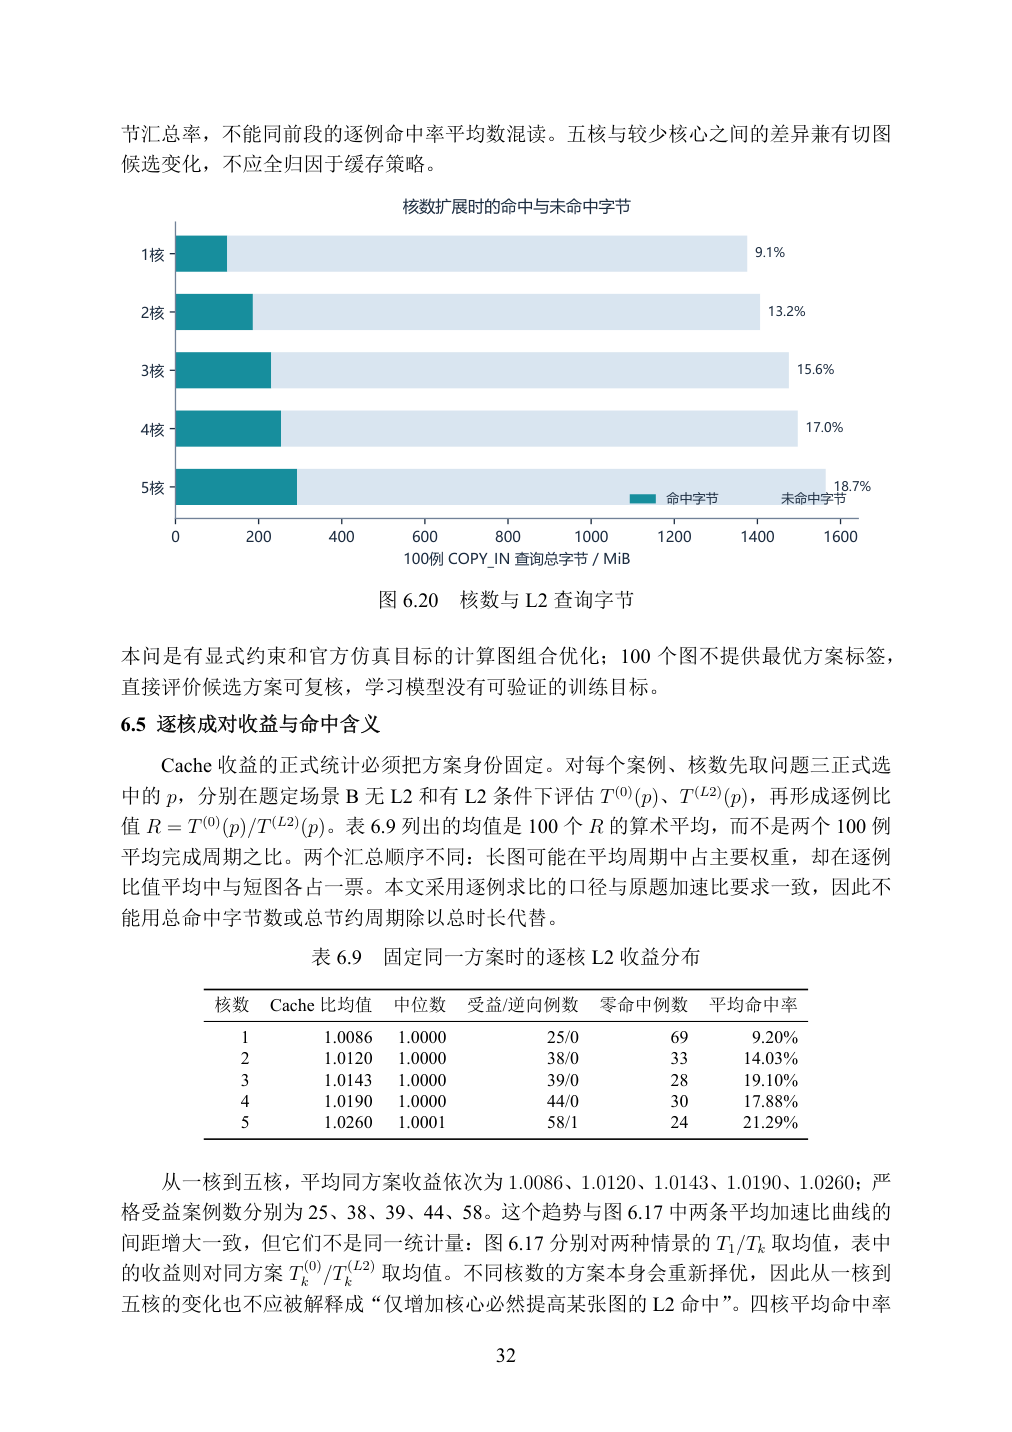 节汇总率，不能同前段的逐例命中率平均数混读。五核与较少核心之间的差异兼有切图
候选变化，不应全归因于缓存策略。
核数扩展时的命中与未命中字节
1核 9.1%
2核 13.2%
3核 15.6%
4核 17.0%
5核 18.7%
命中字节 未命中字节
0 200 400 600 800 1000 1200 1400 1600
100例 COPY_IN 查询总字节 / MiB
图 6.20 核数与 L2 查询字节
本问是有显式约束和官方仿真目标的计算图组合优化；100 个图不提供最优方案标签，
直接评价候选方案可复核，学习模型没有可验证的训练目标。
6.5 逐核成对收益与命中含义
Cache 收益的正式统计必须把方案身份固定。对每个案例、核数先取问题三正式选
中的 p，分别在题定场景 B 无 L2 和有 L2 条件下评估 T^{(0)}(p)、T^{(L2)}(p)，再形成逐例比
值 R = T^{(0)}(p)/T^{(L2)}(p)。表 6.9 列出的均值是 100 个 R 的算术平均，而不是两个 100 例
平均完成周期之比。两个汇总顺序不同：长图可能在平均周期中占主要权重，却在逐例
比值平均中与短图各占一票。本文采用逐例求比的口径与原题加速比要求一致，因此不
能用总命中字节数或总节约周期除以总时长代替。
表 6.9 固定同一方案时的逐核 L2 收益分布
核数 Cache 比均值 中位数 受益/逆向例数 零命中例数 平均命中率
1 1.0086 1.0000 25/0 69 9.20%
2 1.0120 1.0000 38/0 33 14.03%
3 1.0143 1.0000 39/0 28 19.10%
4 1.0190 1.0000 44/0 30 17.88%
5 1.0260 1.0001 58/1 24 21.29%
从一核到五核，平均同方案收益依次为 1.0086、1.0120、1.0143、1.0190、1.0260；严
格受益案例数分别为 25、38、39、44、58。这个趋势与图 6.17 中两条平均加速比曲线的
间距增大一致，但它们不是同一统计量：图 6.17 分别对两种情景的 T_1/T_k 取均值，表中
的收益则对同方案 T_k^{(0)}/T_k^{(L2)} 取均值。不同核数的方案本身会重新择优，因此从一核到
五核的变化也不应被解释成“仅增加核心必然提高某张图的 L2 命中”。四核平均命中率
32